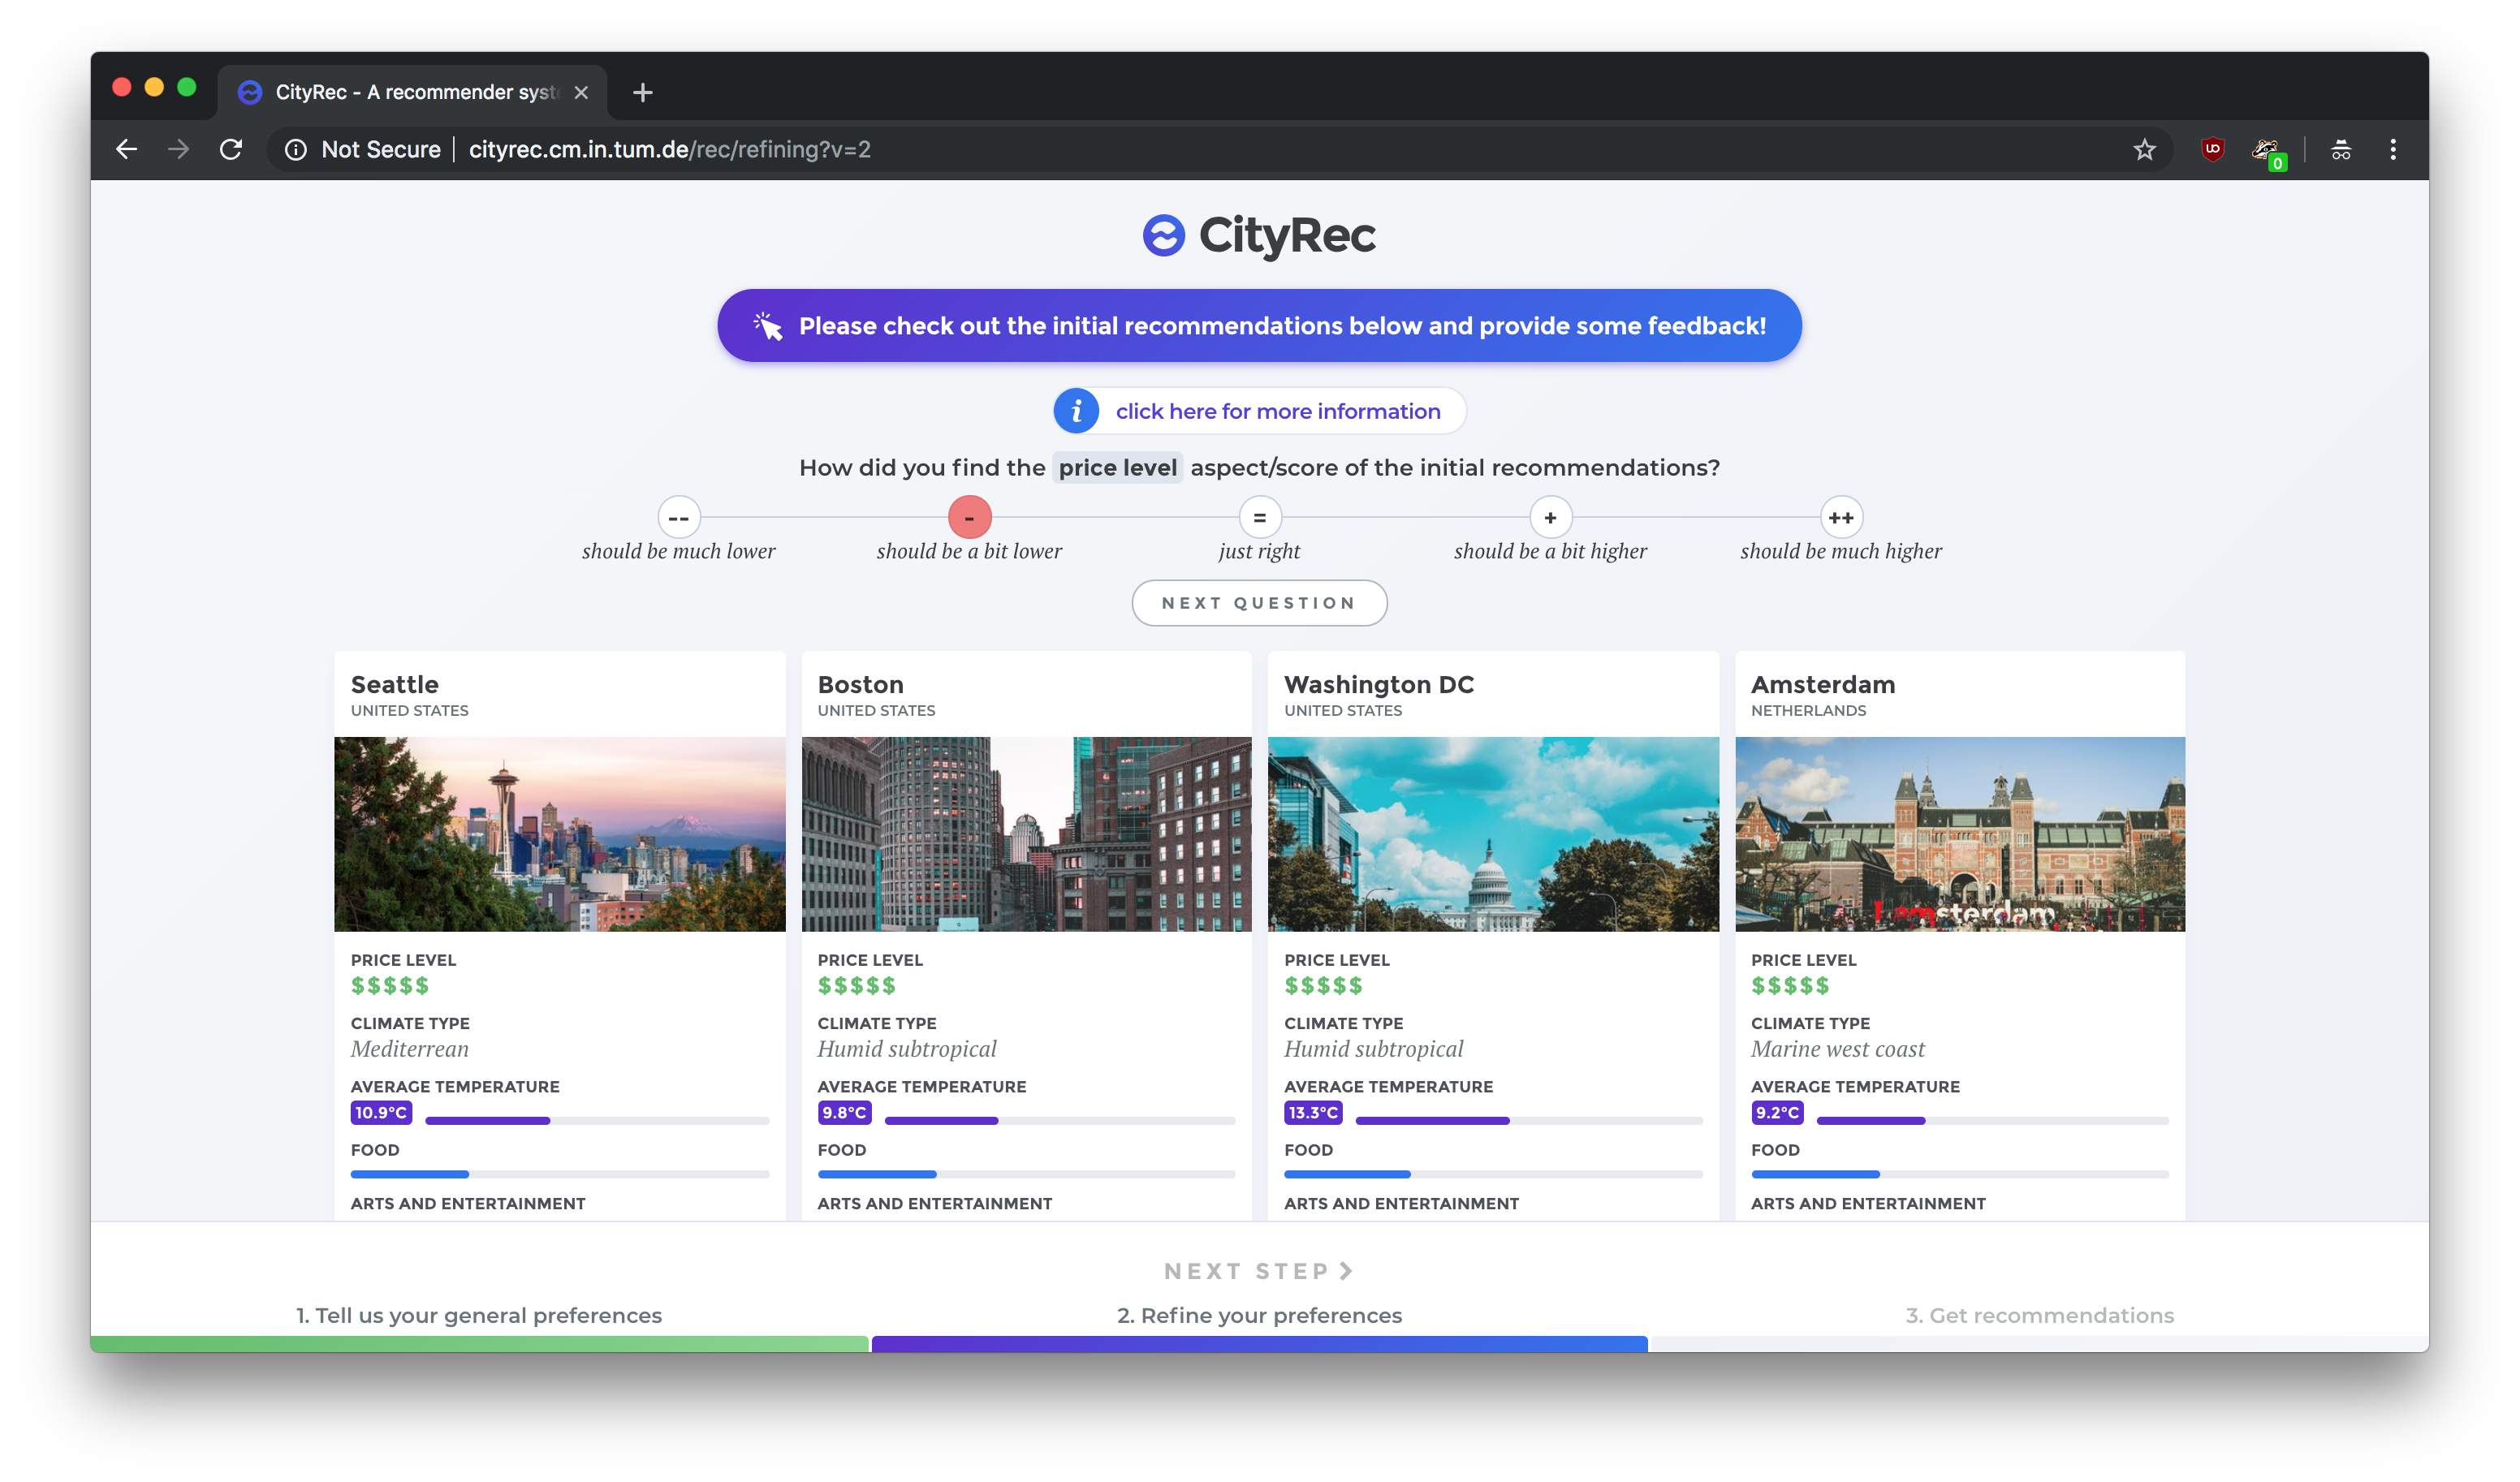 CityRec - A recommender syst
Not Secure | cityrec.cm.in.tum.de/rec/refining?v=2
0
CityRec
Please check out the initial recommendations below and provide some feedback!
i click here for more information
How did you find the price level aspect/score of the initial recommendations?
-- - = + ++
should be much lower should be a bit lower just right should be a bit higher should be much higher
NEXT QUESTION
Seattle Boston Washington DC Amsterdam
UNITED STATES UNITED STATES UNITED STATES NETHERLANDS
I amsterdam
PRICE LEVEL PRICE LEVEL PRICE LEVEL PRICE LEVEL
$$$$$ $$$$$ $$$$$ $$$$$
CLIMATE TYPE CLIMATE TYPE CLIMATE TYPE CLIMATE TYPE
Mediterrean Humid subtropical Humid subtropical Marine west coast
AVERAGE TEMPERATURE AVERAGE TEMPERATURE AVERAGE TEMPERATURE AVERAGE TEMPERATURE
10.9°C 9.8°C 13.3°C 9.2°C
FOOD FOOD FOOD FOOD
ARTS AND ENTERTAINMENT ARTS AND ENTERTAINMENT ARTS AND ENTERTAINMENT ARTS AND ENTERTAINMENT
NEXT STEP >
1. Tell us your general preferences 2. Refine your preferences 3. Get recommendations